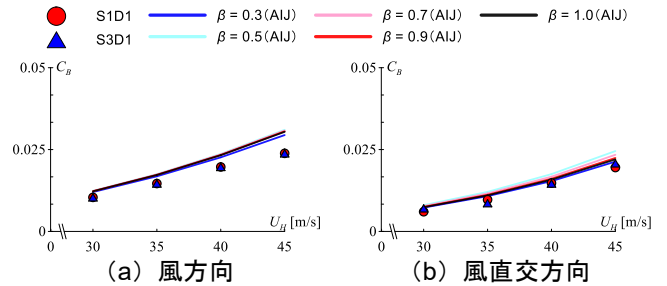 S1D1 β = 0.3(AIJ) β = 0.7(AIJ) β = 1.0(AIJ)
S3D1 β = 0.5(AIJ) β = 0.9(AIJ)
0.05 C_B 0.05 C_B
0.025 0.025
U_H [m/s] U_H [m/s]
0 0
30 35 40 45 30 35 40 45
(a) 風方向 (b) 風直交方向